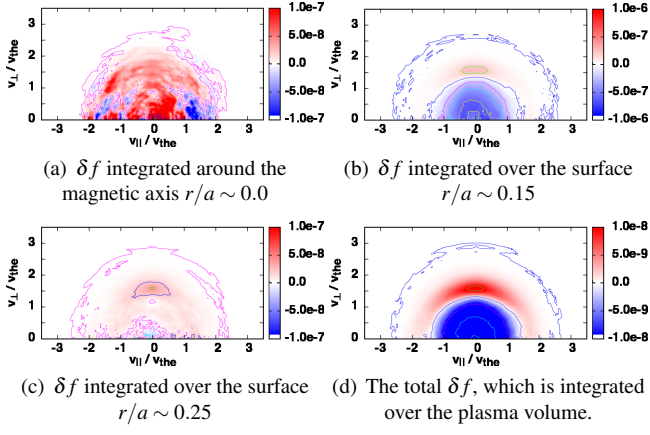 3
2
1
0
v⊥ / vthe
-3 -2 -1 0 1 2 3
v|| / vthe
1.0e-7
5.0e-8
0.0
-5.0e-8
-1.0e-7
3
2
1
0
v⊥ / vthe
-3 -2 -1 0 1 2 3
v|| / vthe
1.0e-6
5.0e-7
0.0
-5.0e-7
-1.0e-6
(a) δf integrated around the
magnetic axis r/a ∼ 0.0
(b) δf integrated over the surface
r/a ∼ 0.15
3
2
1
0
v⊥ / vthe
-3 -2 -1 0 1 2 3
v|| / vthe
1.0e-7
5.0e-8
0.0
-5.0e-8
-1.0e-7
3
2
1
0
v⊥ / vthe
-3 -2 -1 0 1 2 3
v|| / vthe
1.0e-8
5.0e-9
0.0
-5.0e-9
-1.0e-8
(c) δf integrated over the surface
r/a ∼ 0.25
(d) The total δf, which is integrated
over the plasma volume.